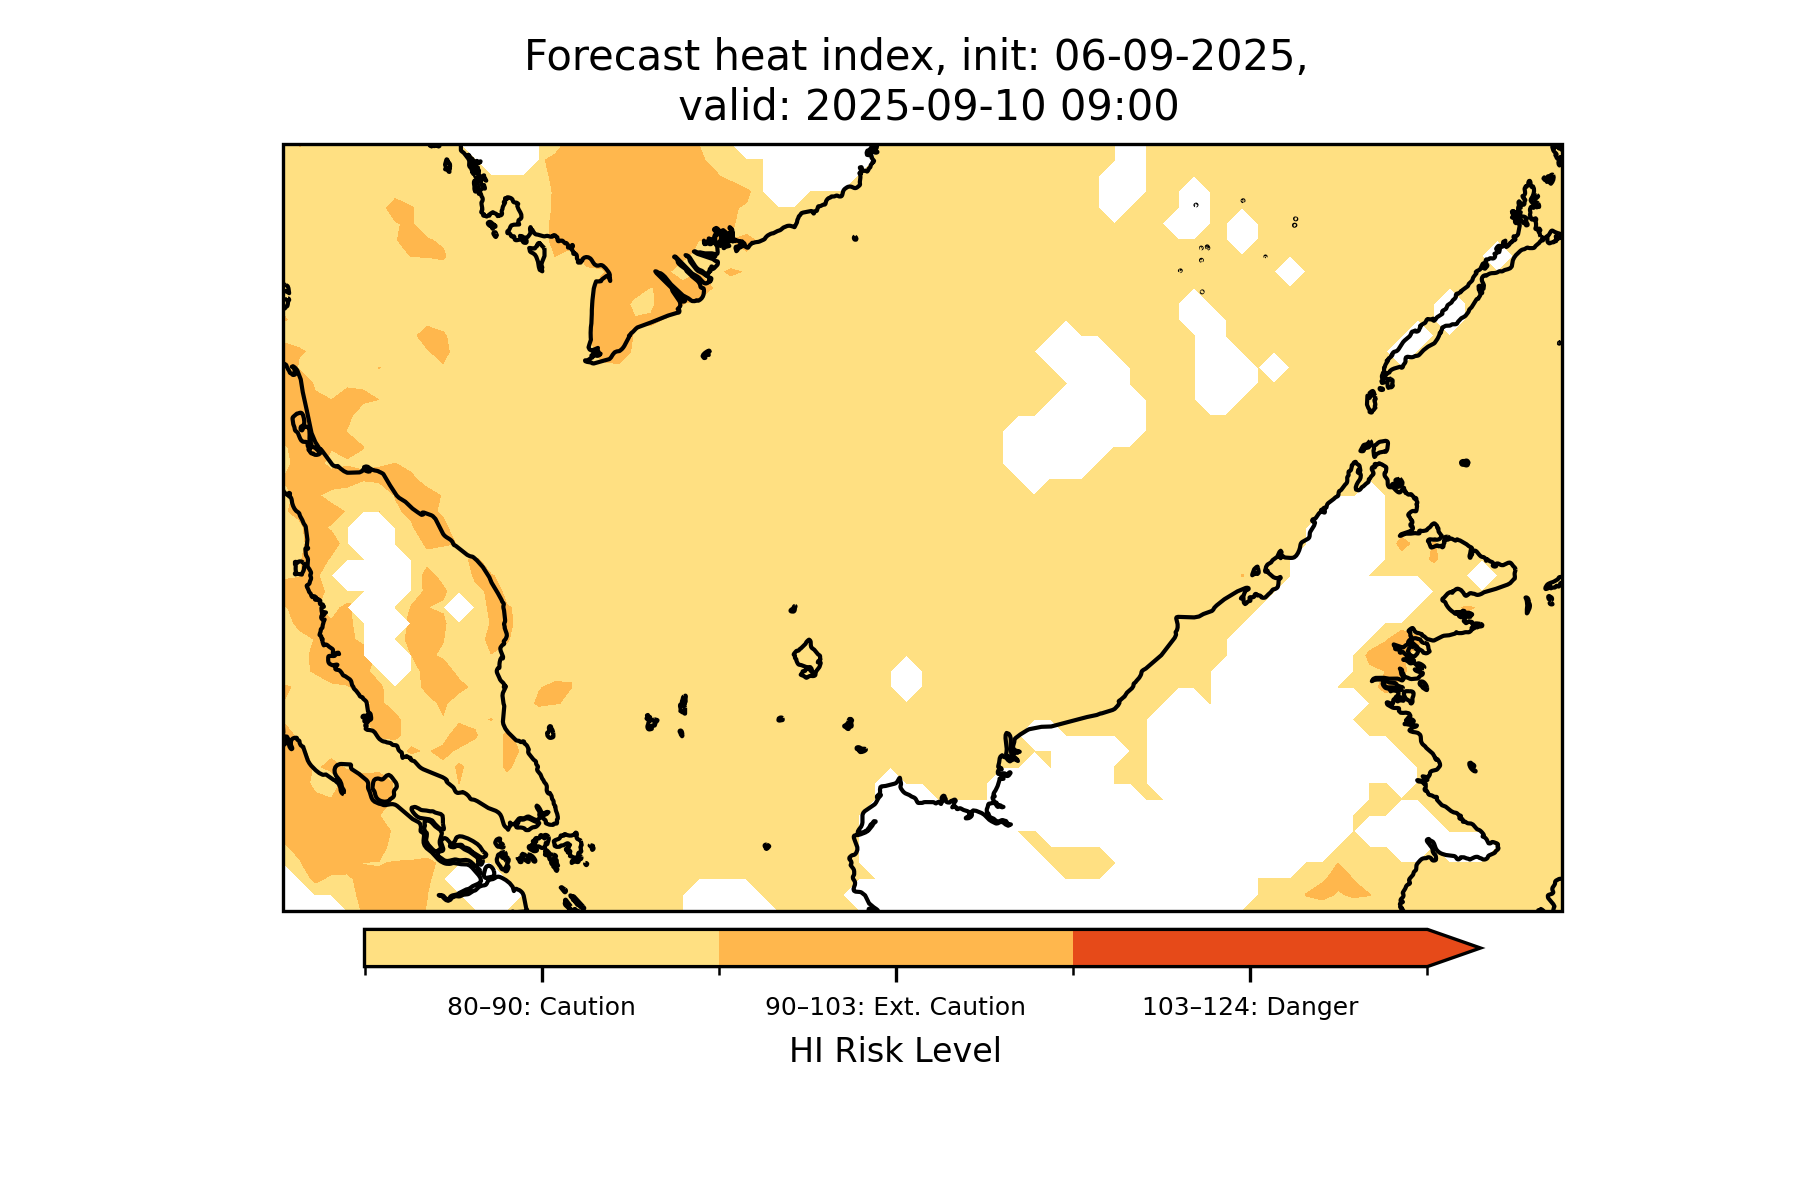 Forecast heat index, init: 06-09-2025,
valid: 2025-09-10 09:00
80–90: Caution
90–103: Ext. Caution
103–124: Danger
HI Risk Level